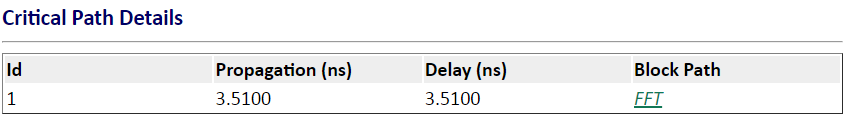 Critical Path Details
Id Propagation (ns) Delay (ns) Block Path
1 3.5100 3.5100 FFT